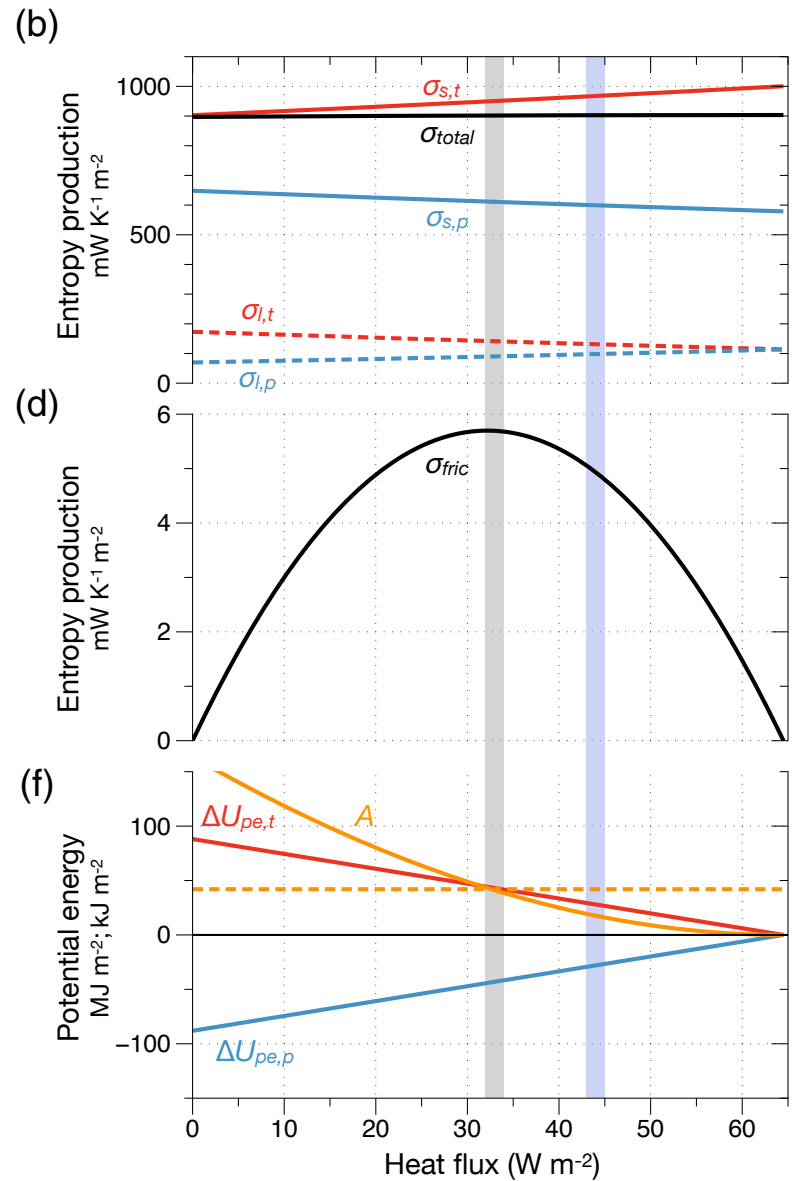 (b)
Entropy production
mW K⁻¹ m⁻²
1000
500
0
σs,t
σtotal
σs,p
σl,t
σl,p
(d)
Entropy production
mW K⁻¹ m⁻²
6
4
2
0
σfric
(f)
Potential energy
MJ m⁻²; kJ m⁻²
100
0
−100
ΔUpe,t
A
ΔUpe,p
0 10 20 30 40 50 60
Heat flux (W m⁻²)